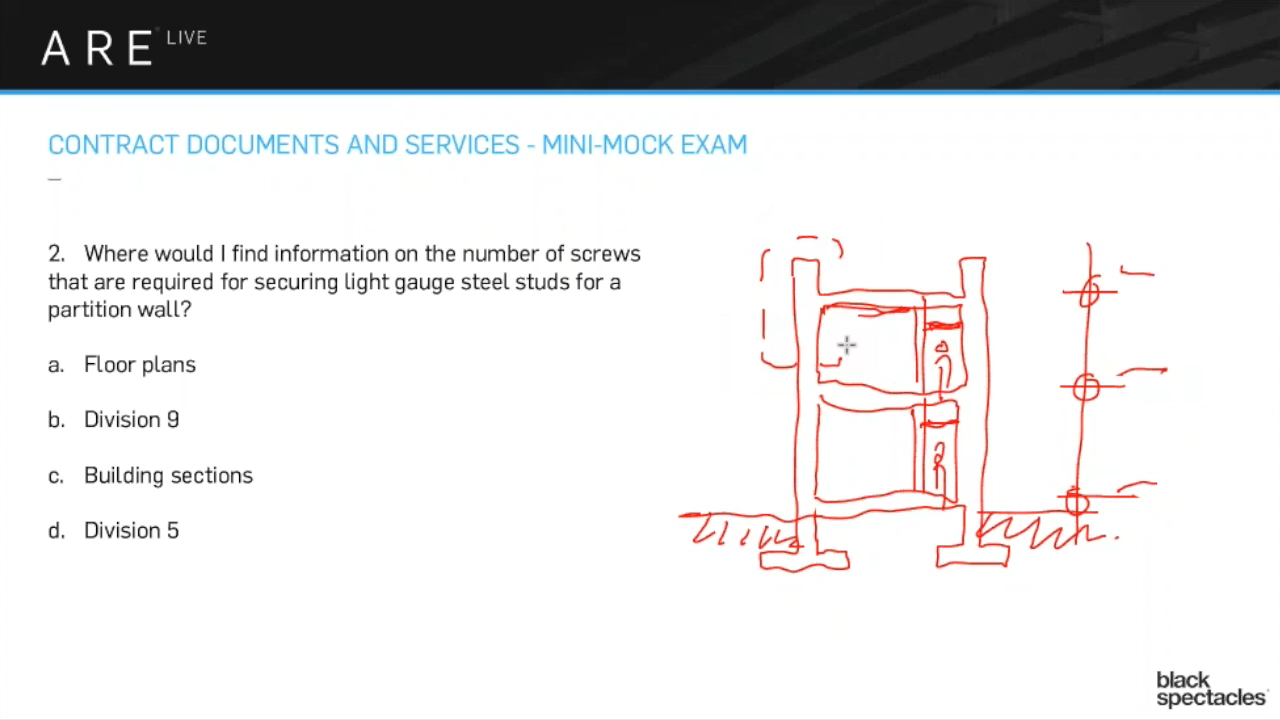 ARE LIVE
CONTRACT DOCUMENTS AND SERVICES - MINI-MOCK EXAM
2. Where would I find information on the number of screws
that are required for securing light gauge steel studs for a
partition wall?
a. Floor plans
b. Division 9
c. Building sections
d. Division 5
black
spectacles